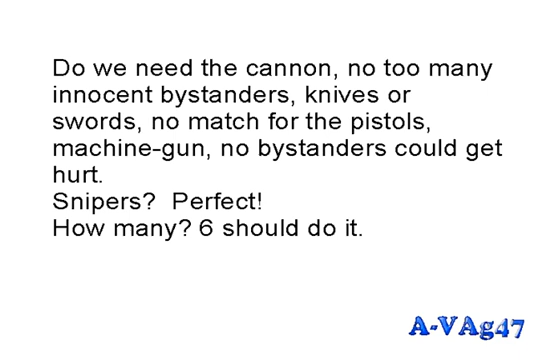 Do we need the cannon, no too many
innocent bystanders, knives or
swords, no match for the pistols,
machine-gun, no bystanders could get
hurt.
Snipers?  Perfect!
How many? 6 should do it.
A-VAg47